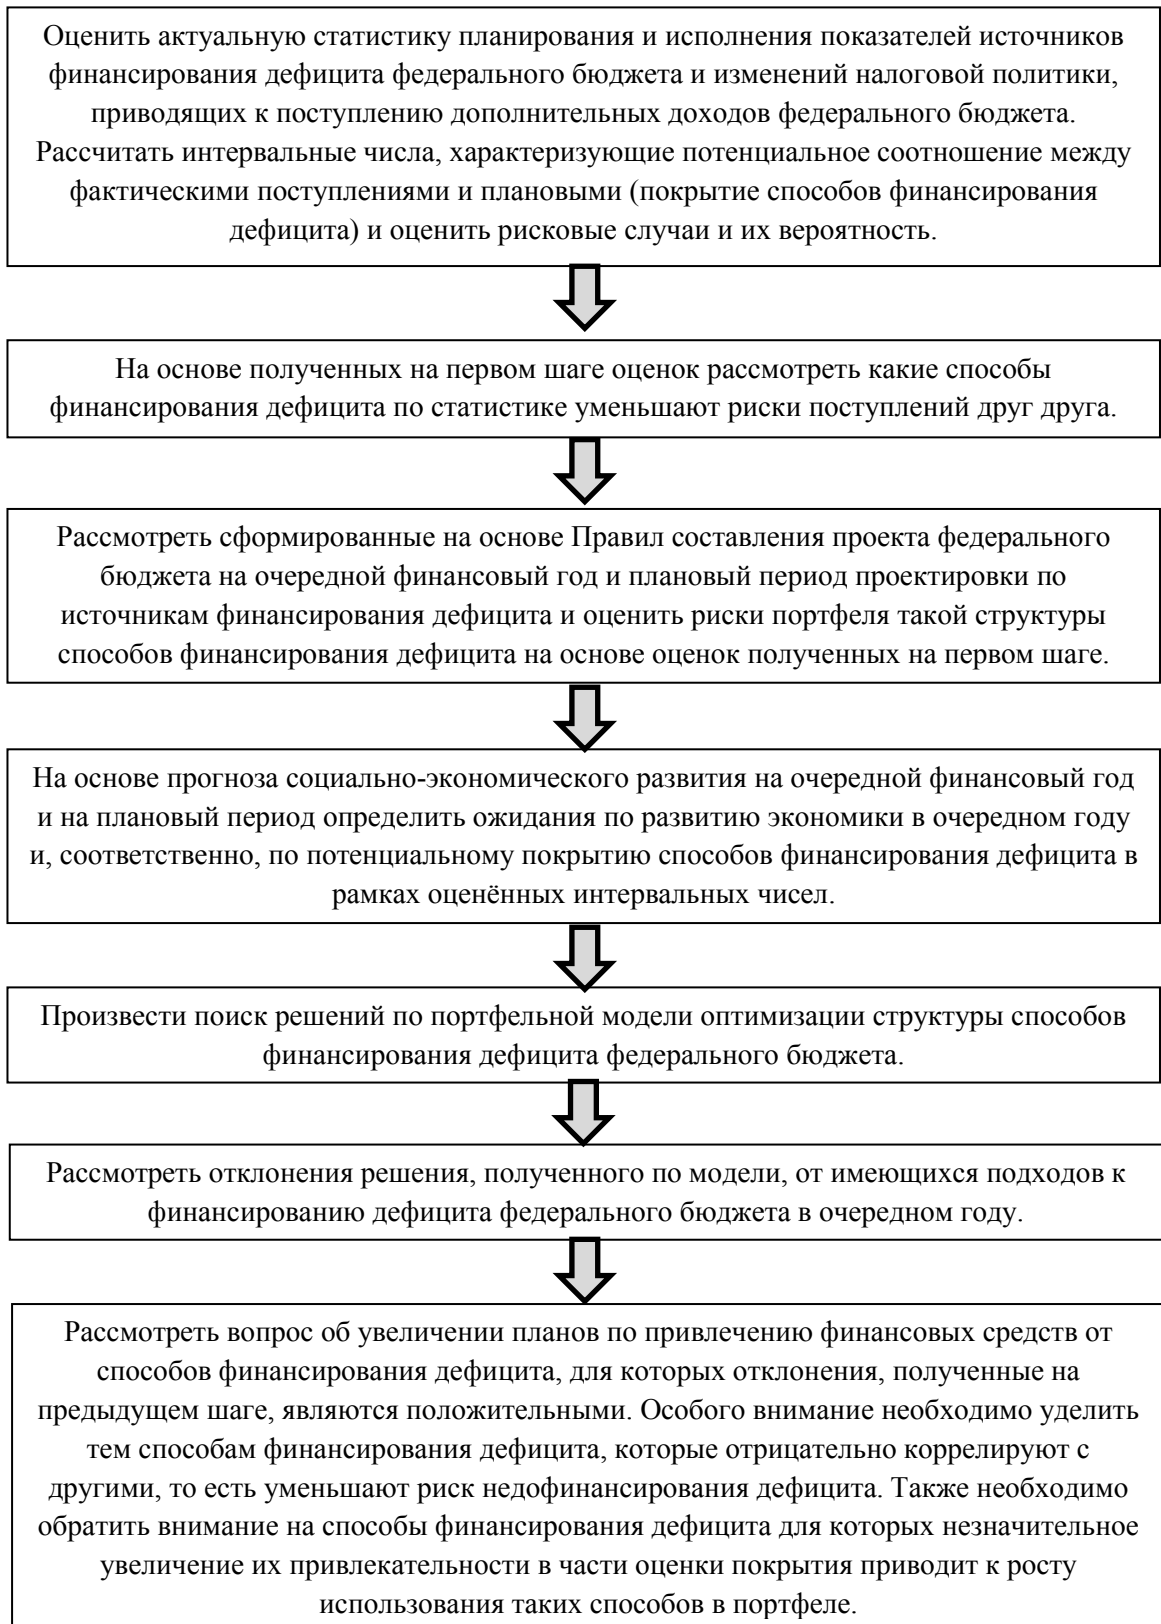 Оценить актуальную статистику планирования и исполнения показателей источников
финансирования дефицита федерального бюджета и изменений налоговой политики,
приводящих к поступлению дополнительных доходов федерального бюджета.
Рассчитать интервальные числа, характеризующие потенциальное соотношение между
фактическими поступлениями и плановыми (покрытие способов финансирования
дефицита) и оценить рисковые случаи и их вероятность.
На основе полученных на первом шаге оценок рассмотреть какие способы
финансирования дефицита по статистике уменьшают риски поступлений друг друга.
Рассмотреть сформированные на основе Правил составления проекта федерального
бюджета на очередной финансовый год и плановый период проектировки по
источникам финансирования дефицита и оценить риски портфеля такой структуры
способов финансирования дефицита на основе оценок полученных на первом шаге.
На основе прогноза социально-экономического развития на очередной финансовый год
и на плановый период определить ожидания по развитию экономики в очередном году
и, соответственно, по потенциальному покрытию способов финансирования дефицита в
рамках оценённых интервальных чисел.
Произвести поиск решений по портфельной модели оптимизации структуры способов
финансирования дефицита федерального бюджета.
Рассмотреть отклонения решения, полученного по модели, от имеющихся подходов к
финансированию дефицита федерального бюджета в очередном году.
Рассмотреть вопрос об увеличении планов по привлечению финансовых средств от
способов финансирования дефицита, для которых отклонения, полученные на
предыдущем шаге, являются положительными. Особого внимание необходимо уделить
тем способам финансирования дефицита, которые отрицательно коррелируют с
другими, то есть уменьшают риск недофинансирования дефицита. Также необходимо
обратить внимание на способы финансирования дефицита для которых незначительное
увеличение их привлекательности в части оценки покрытия приводит к росту
использования таких способов в портфеле.